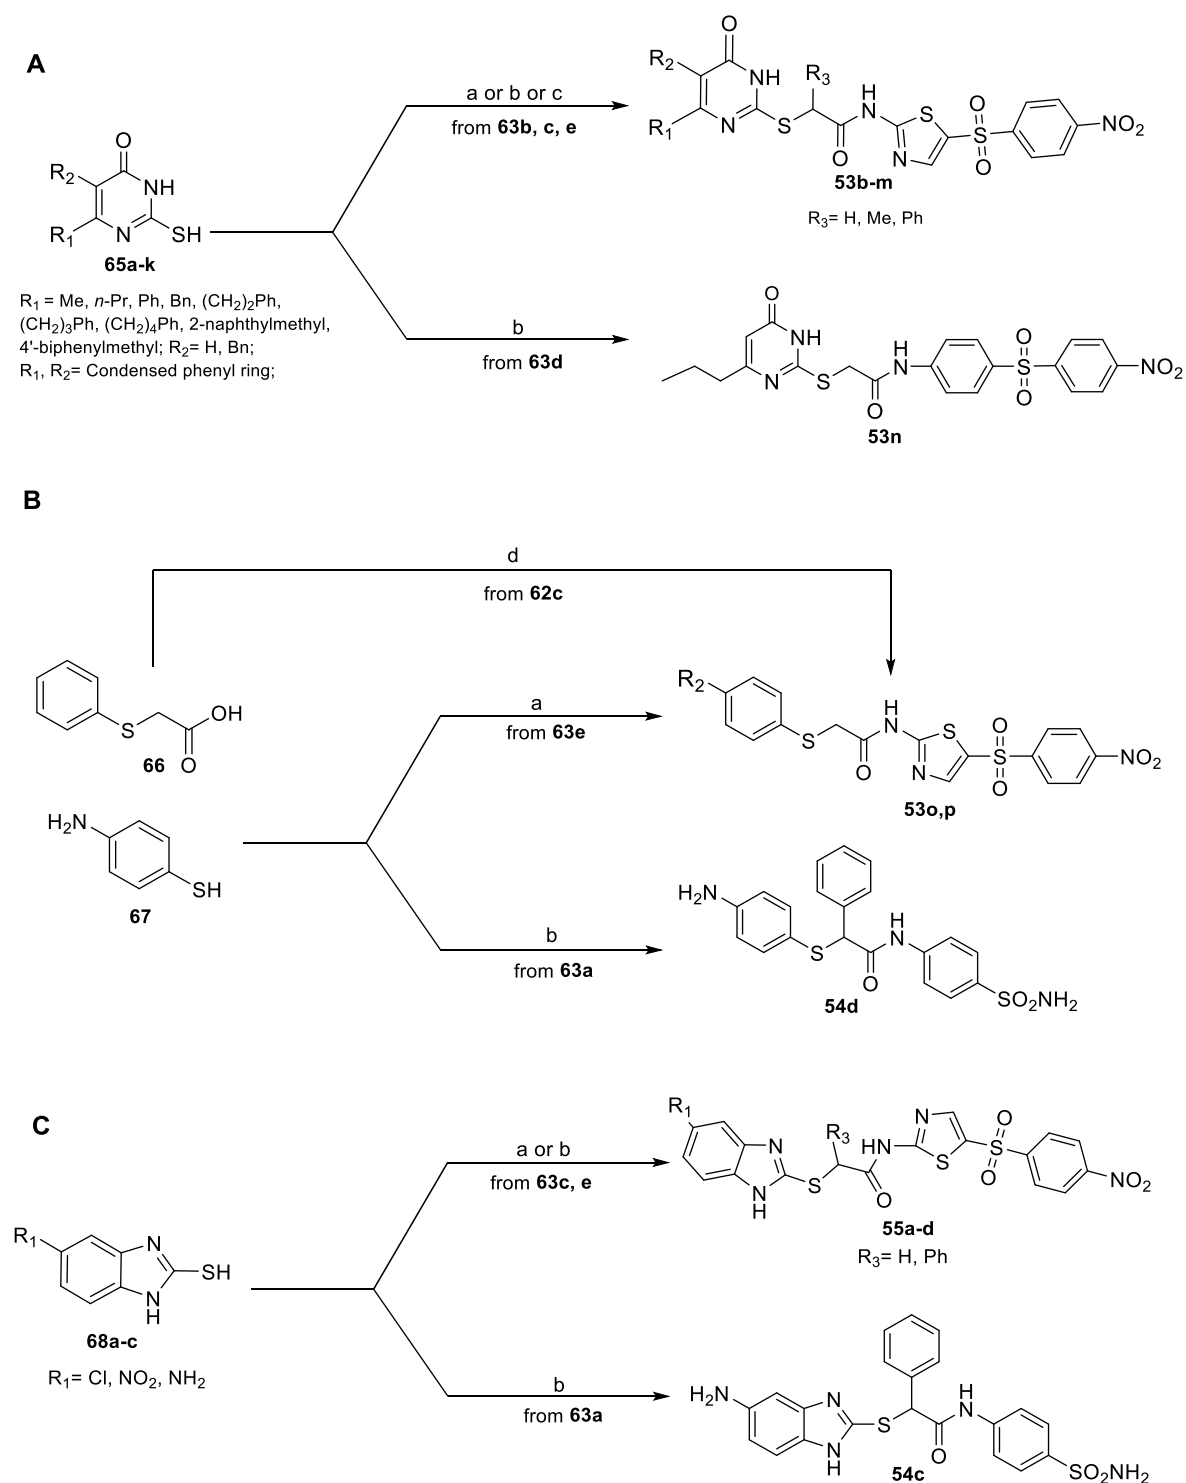 A
O
R2
NH
R1
N
SH
65a-k
R1 = Me, n-Pr, Ph, Bn, (CH2)2Ph,
(CH2)3Ph, (CH2)4Ph, 2-naphthylmethyl,
4'-biphenylmethyl; R2= H, Bn;
R1, R2= Condensed phenyl ring;
a or b or c
from 63b, c, e
O
R2
NH
R3
R1
N
S
O
H
N
S
N
O
S
O
NO2
53b-m
R3= H, Me, Ph
b
from 63d
O
NH
N
S
O
H
N
O
S
O
NO2
53n
B
d
from 62c
S
OH
O
66
H2N
SH
67
a
from 63e
R2
S
O
H
N
S
N
O
S
O
NO2
53o,p
b
from 63a
H2N
S
O
H
N
SO2NH2
54d
C
R1
N
SH
N
H
68a-c
R1= Cl, NO2, NH2
a or b
from 63c, e
R1
N
N
H
S
R3
O
HN
N
S
O
S
O
NO2
55a-d
R3= H, Ph
b
from 63a
H2N
N
N
H
S
O
H
N
SO2NH2
54c